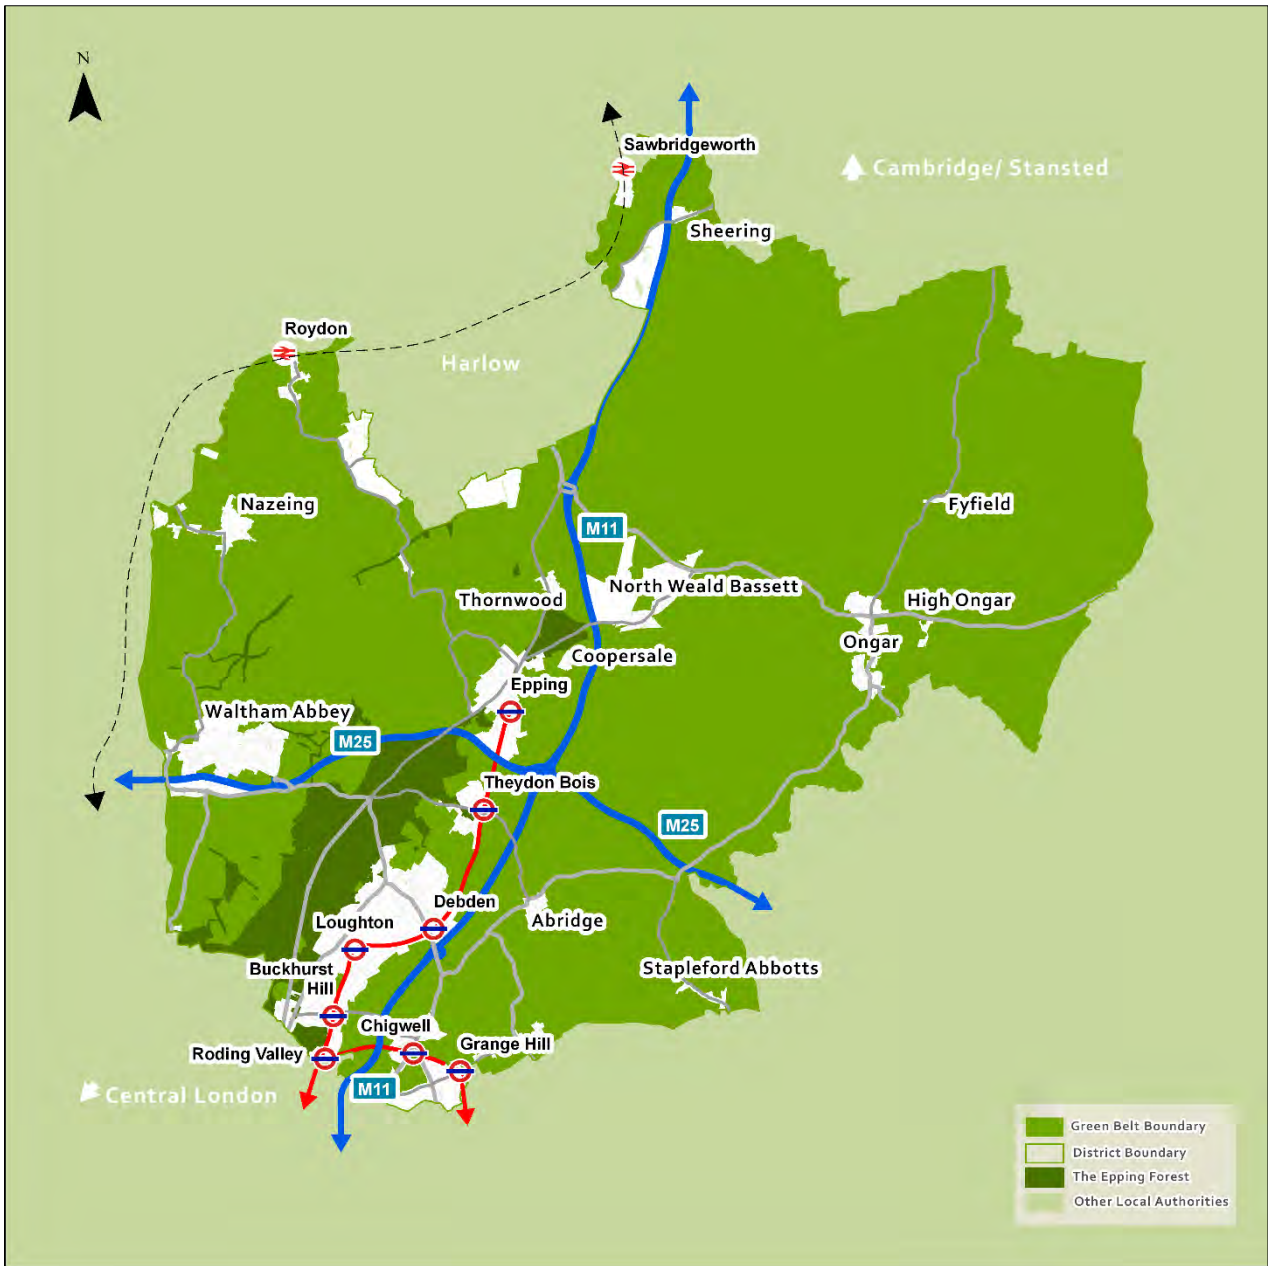 N
Sawbridgeworth
Cambridge/ Stansted
Sheering
Roydon
Harlow
Nazeing
Fyfield
M11
Thornwood
North Weald Bassett
High Ongar
Ongar
Coopersale
Epping
Waltham Abbey
M25
Theydon Bois
M25
Debden
Loughton
Abridge
Buckhurst
Hill
Stapleford Abbotts
Chigwell
Grange Hill
Roding Valley
M11
Central London
Green Belt Boundary
District Boundary
The Epping Forest
Other Local Authorities